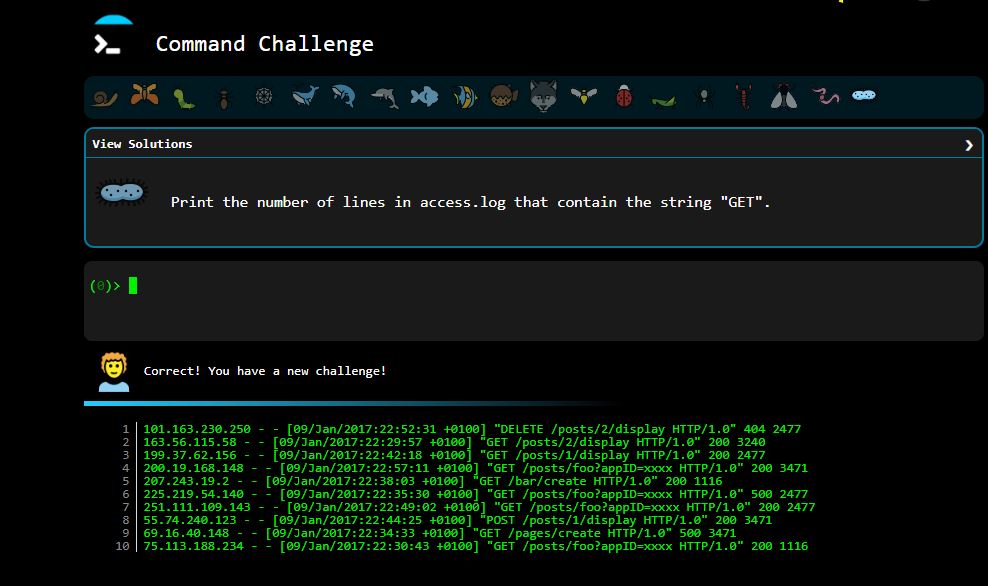 Command Challenge
View Solutions
Print the number of lines in access.log that contain the string "GET".
(0)>
Correct! You have a new challenge!
1 101.163.230.250 - - [09/Jan/2017:22:52:31 +0100] "DELETE /posts/2/display HTTP/1.0" 404 2477
2 163.56.115.58 - - [09/Jan/2017:22:29:57 +0100] "GET /posts/2/display HTTP/1.0" 200 3240
3 199.37.62.156 - - [09/Jan/2017:22:42:18 +0100] "GET /posts/1/display HTTP/1.0" 200 2477
4 200.19.168.148 - - [09/Jan/2017:22:57:11 +0100] "GET /posts/foo?appID=xxxx HTTP/1.0" 200 3471
5 207.243.19.2 - - [09/Jan/2017:22:38:03 +0100] "GET /bar/create HTTP/1.0" 200 1116
6 225.219.54.140 - - [09/Jan/2017:22:35:30 +0100] "GET /posts/foo?appID=xxxx HTTP/1.0" 500 2477
7 251.111.109.143 - - [09/Jan/2017:22:49:02 +0100] "GET /posts/foo?appID=xxxx HTTP/1.0" 200 2477
8 55.74.240.123 - - [09/Jan/2017:22:44:25 +0100] "POST /posts/1/display HTTP/1.0" 200 3471
9 69.16.40.148 - - [09/Jan/2017:22:34:33 +0100] "GET /pages/create HTTP/1.0" 500 3471
10 75.113.188.234 - - [09/Jan/2017:22:30:43 +0100] "GET /posts/foo?appID=xxxx HTTP/1.0" 200 1116